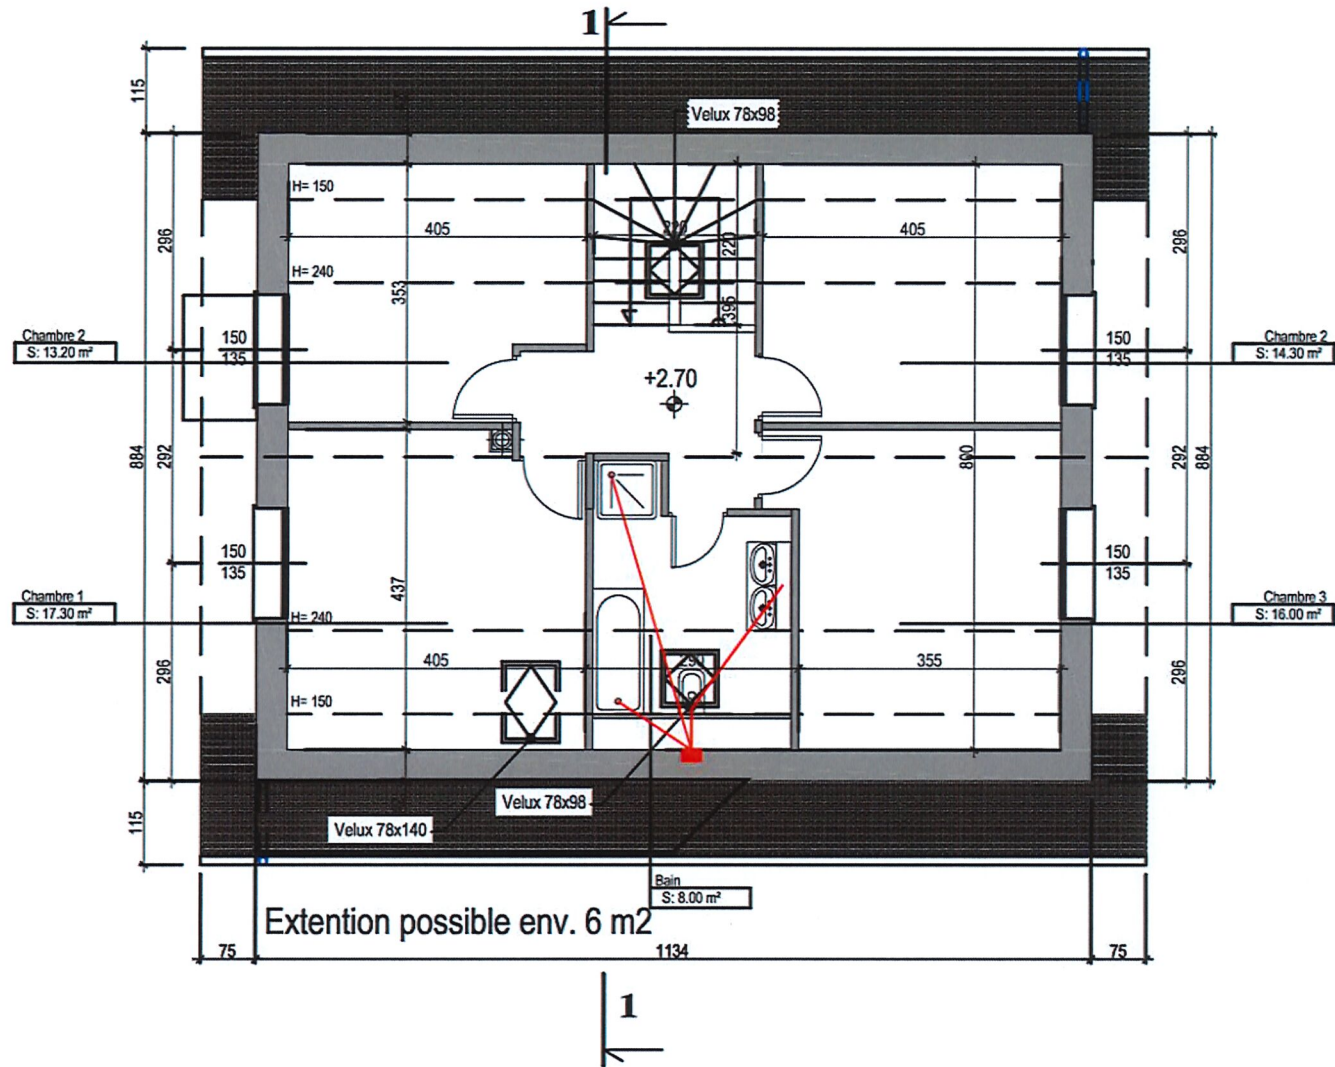 1
115
Velux 78x98
H= 150
296
405
220
220
405
296
H= 240
353
395
Chambre 2
S: 13.20 m²
150
135
150
135
Chambre 2
S: 14.30 m²
+2.70
884
292
800
292
884
150
135
150
135
Chambre 1
S: 17.30 m²
437
H= 240
Chambre 3
S: 16.00 m²
296
405
355
296
H= 150
Velux 78x98
Velux 78x140
115
Bain
S: 8.00 m²
Extention possible env. 6 m2
75
1134
75
1